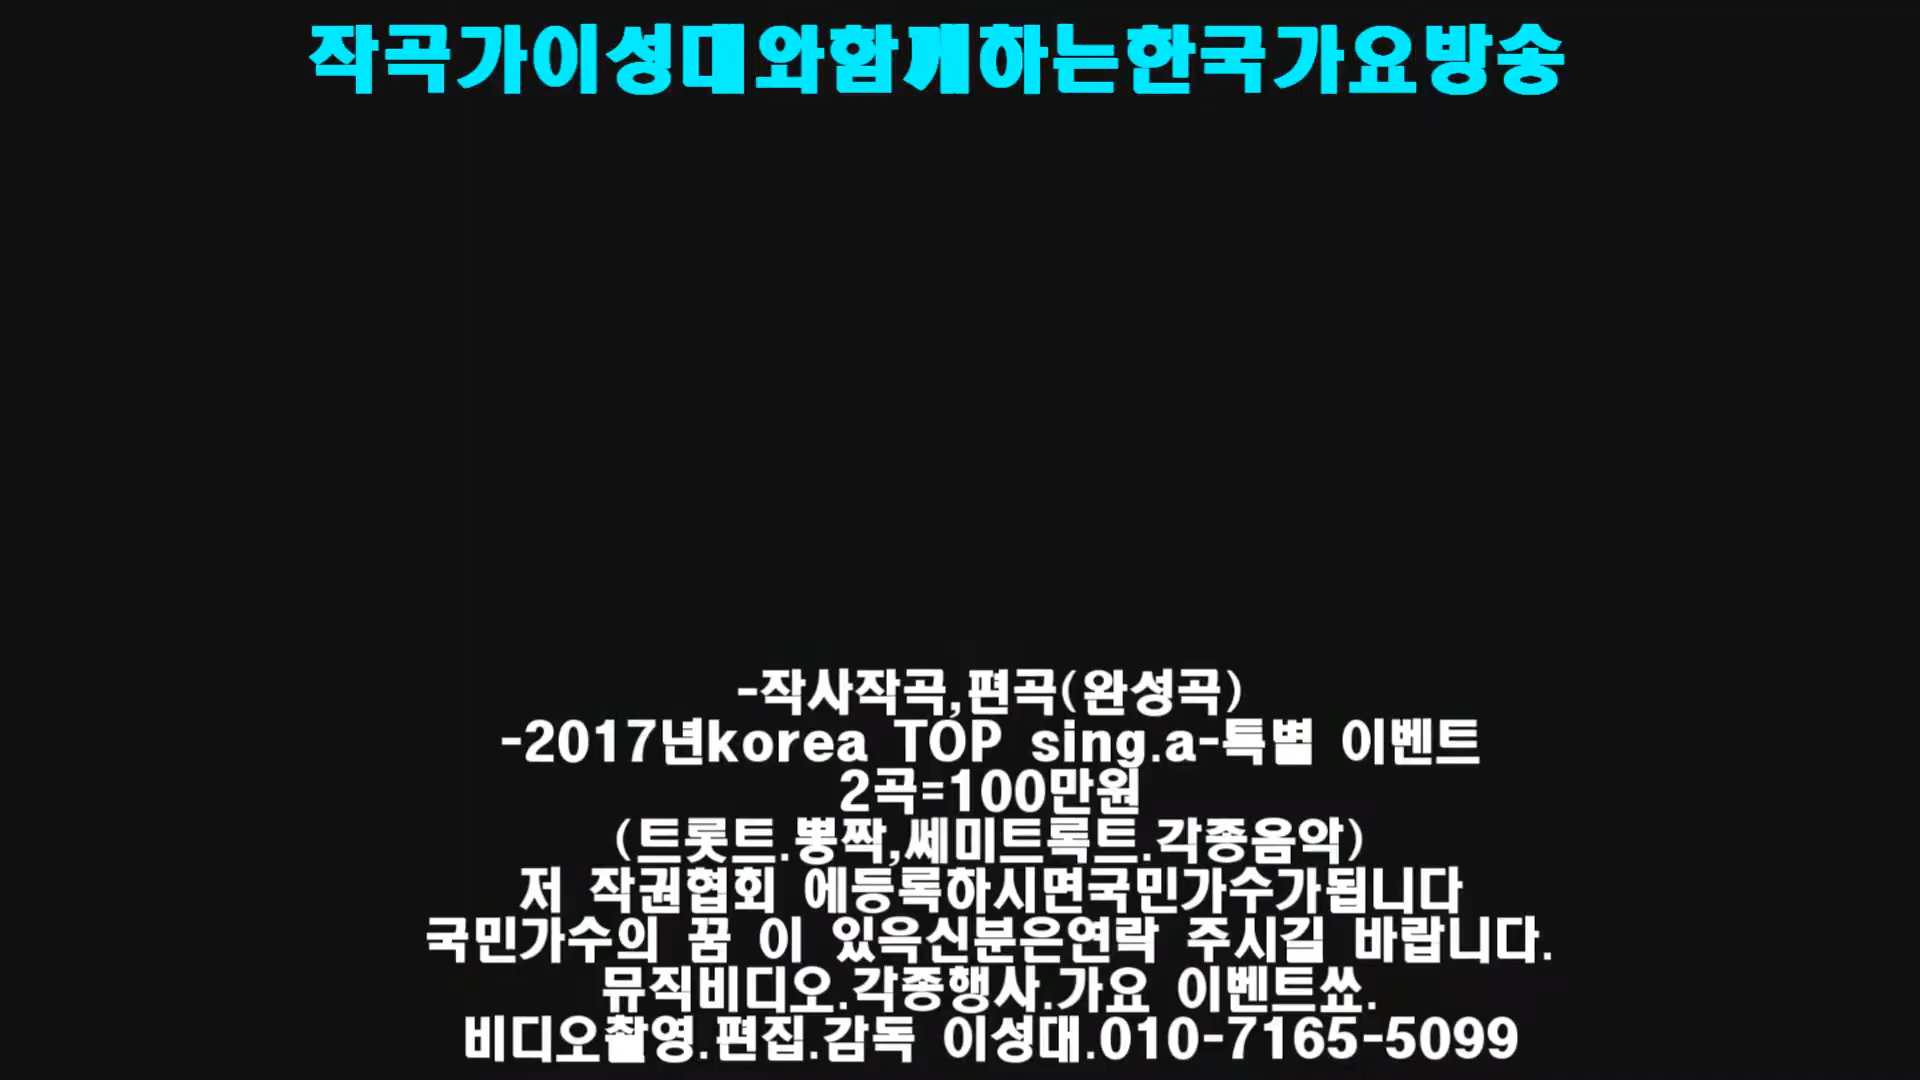 작곡가이성대와함께하는한국가요방송
-작사작곡,편곡(완성곡)
-2017년korea TOP sing.a-특별 이벤트
2곡=100만원
(트롯트.뽕짝,쎄미트록트.각종음악)
저 작권협회 에등록하시면국민가수가됩니다
국민가수의 꿈 이 있윽신분은연락 주시길 바랍니다.
뮤직비디오.각종행사.가요 이벤트쑈.
비디오촬영.편집.감독 이성대.010-7165-5099